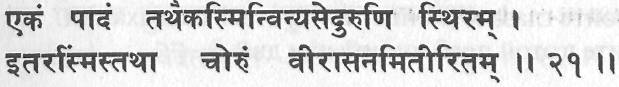 एकं पादं तथैकस्मिन्विन्यसेदुरुणि स्थिरम् ।
इतरस्मिंस्तथा चोरुं वीरासनमितीरितम् ।। २१ ।।